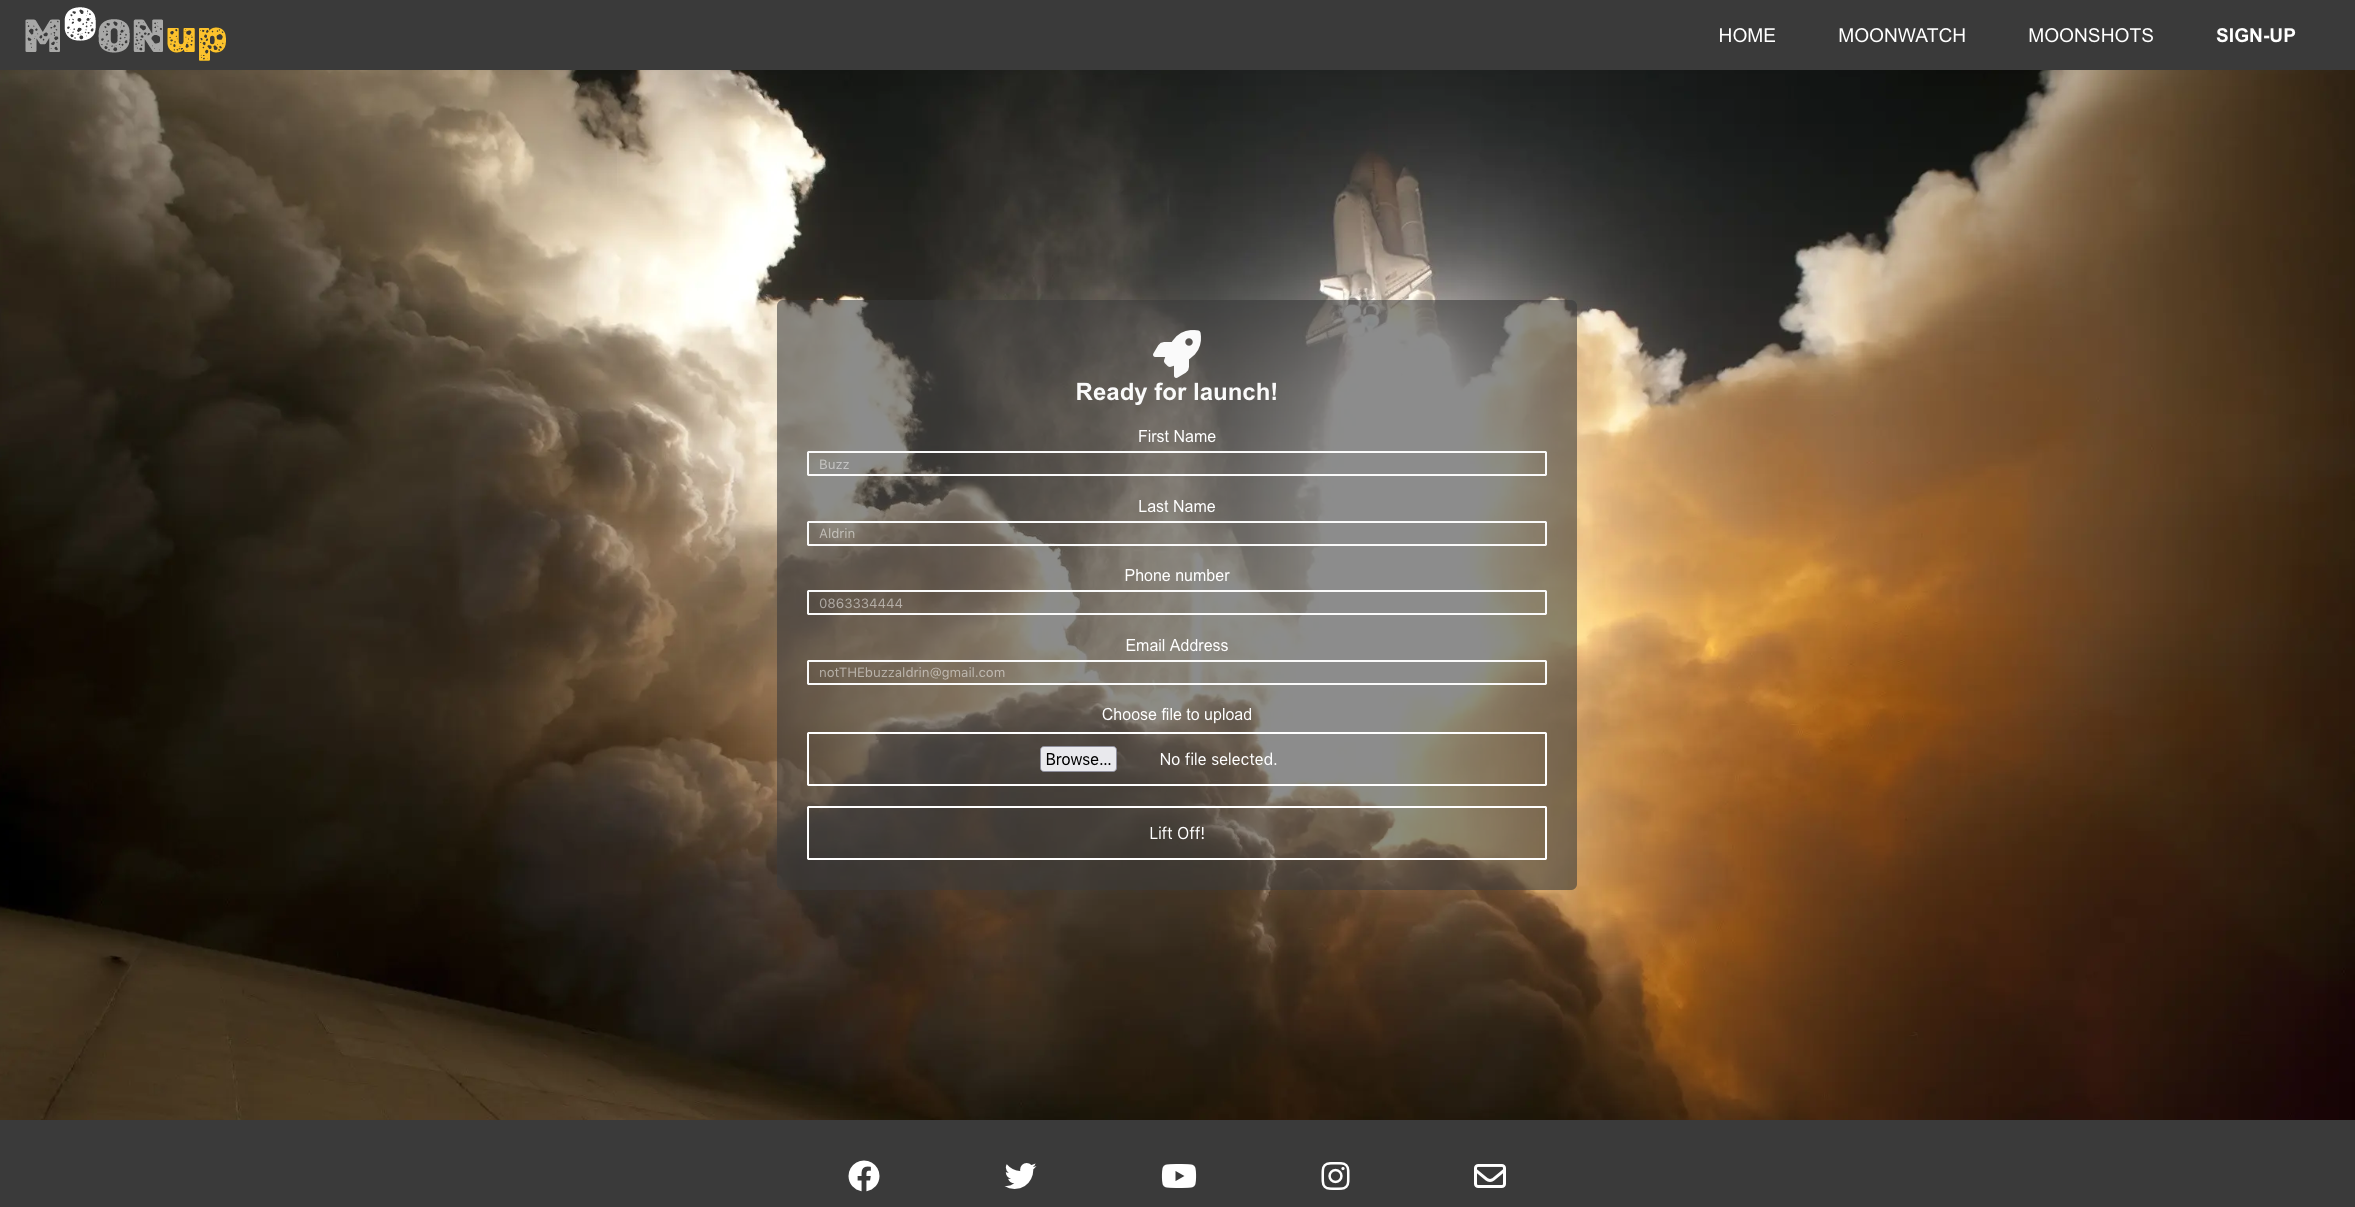 MOONup
HOME MOONWATCH MOONSHOTS SIGN-UP
Ready for launch!
First Name
Buzz
Last Name
Aldrin
Phone number
0863334444
Email Address
notTHEbuzzaldrin@gmail.com
Choose file to upload
Browse... No file selected.
Lift Off!